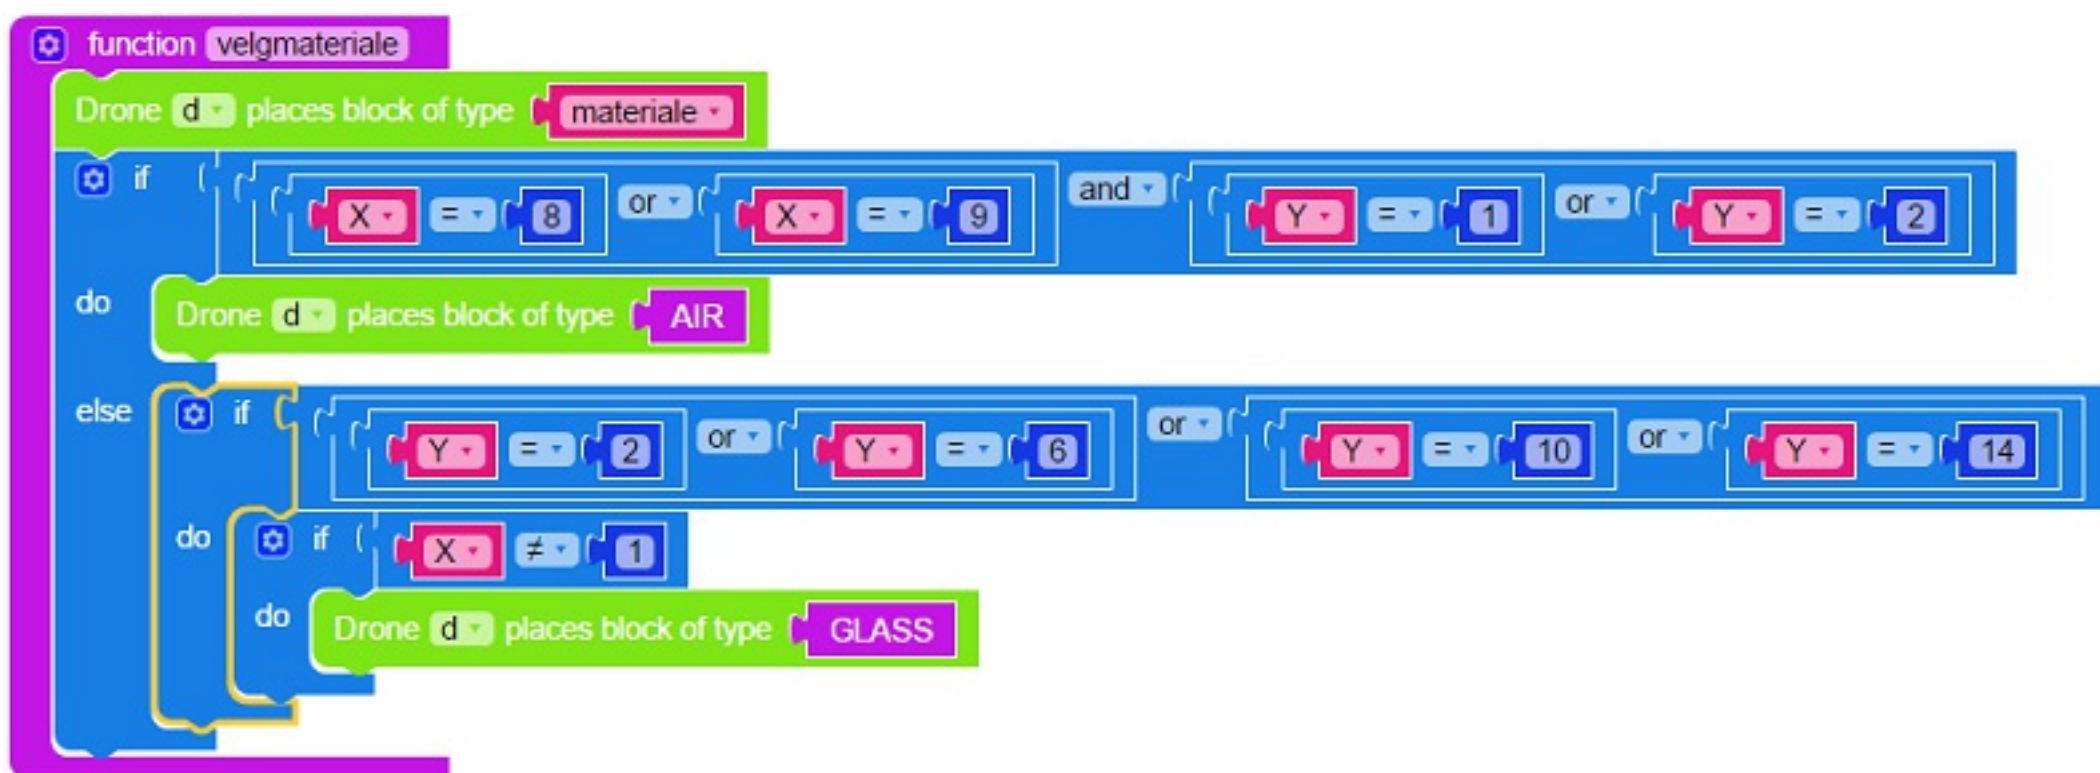 function velgmateriale
Drone d places block of type materiale
if X = 8 or X = 9 and Y = 1 or Y = 2
do Drone d places block of type AIR
else if Y = 2 or Y = 6 or Y = 10 or Y = 14
do if X ≠ 1
do Drone d places block of type GLASS